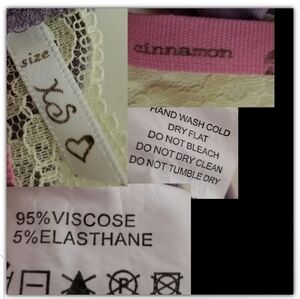 size
XS
cinnamon
HAND WASH COLD
DRY FLAT
DO NOT BLEACH
DO NOT DRY CLEAN
DO NOT TUMBLE DRY
95%VISCOSE
5%ELASTHANE